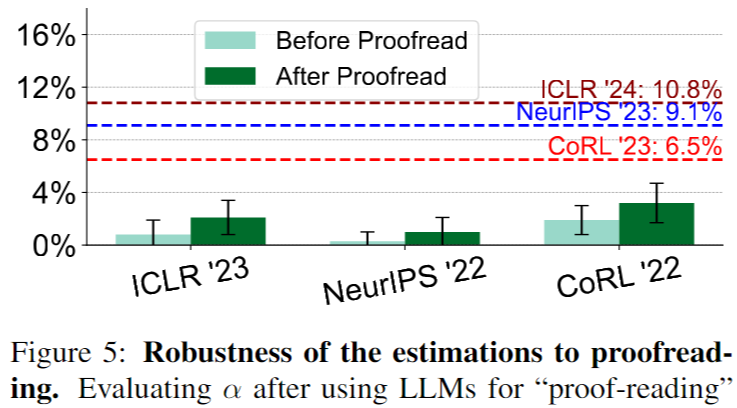 16%
Before Proofread
After Proofread
12%
ICLR '24: 10.8%
NeurIPS '23: 9.1%
8%
CoRL '23: 6.5%
4%
0%
ICLR '23
NeurIPS '22
CoRL '22
Figure 5: Robustness of the estimations to proofread-
ing. Evaluating α after using LLMs for “proof-reading”